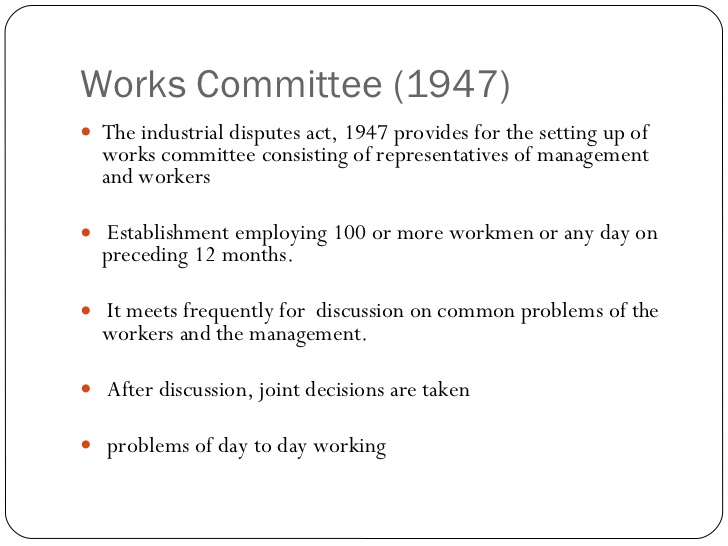 Works Committee (1947)
• The industrial disputes act, 1947 provides for the setting up of
works committee consisting of representatives of management
and workers
• Establishment employing 100 or more workmen or any day on
preceding 12 months.
• It meets frequently for discussion on common problems of the
workers and the management.
• After discussion, joint decisions are taken
• problems of day to day working